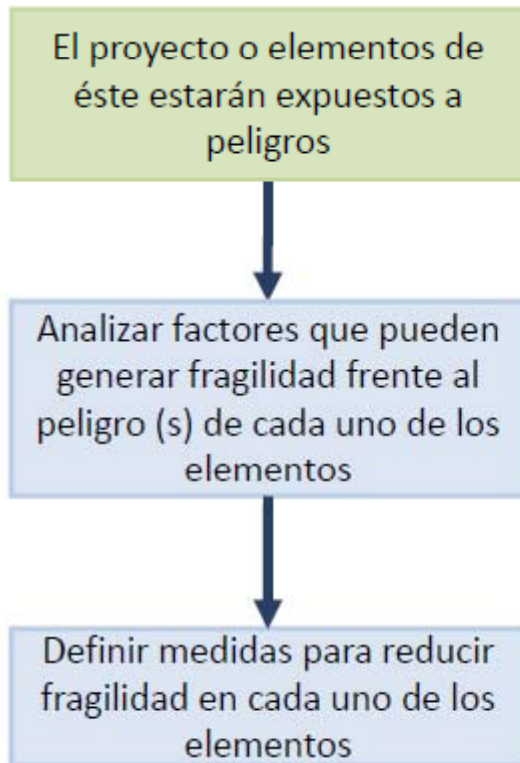 El proyecto o elementos de
éste estarán expuestos a
peligros
Analizar factores que pueden
generar fragilidad frente al
peligro (s) de cada uno de los
elementos
Definir medidas para reducir
fragilidad en cada uno de los
elementos